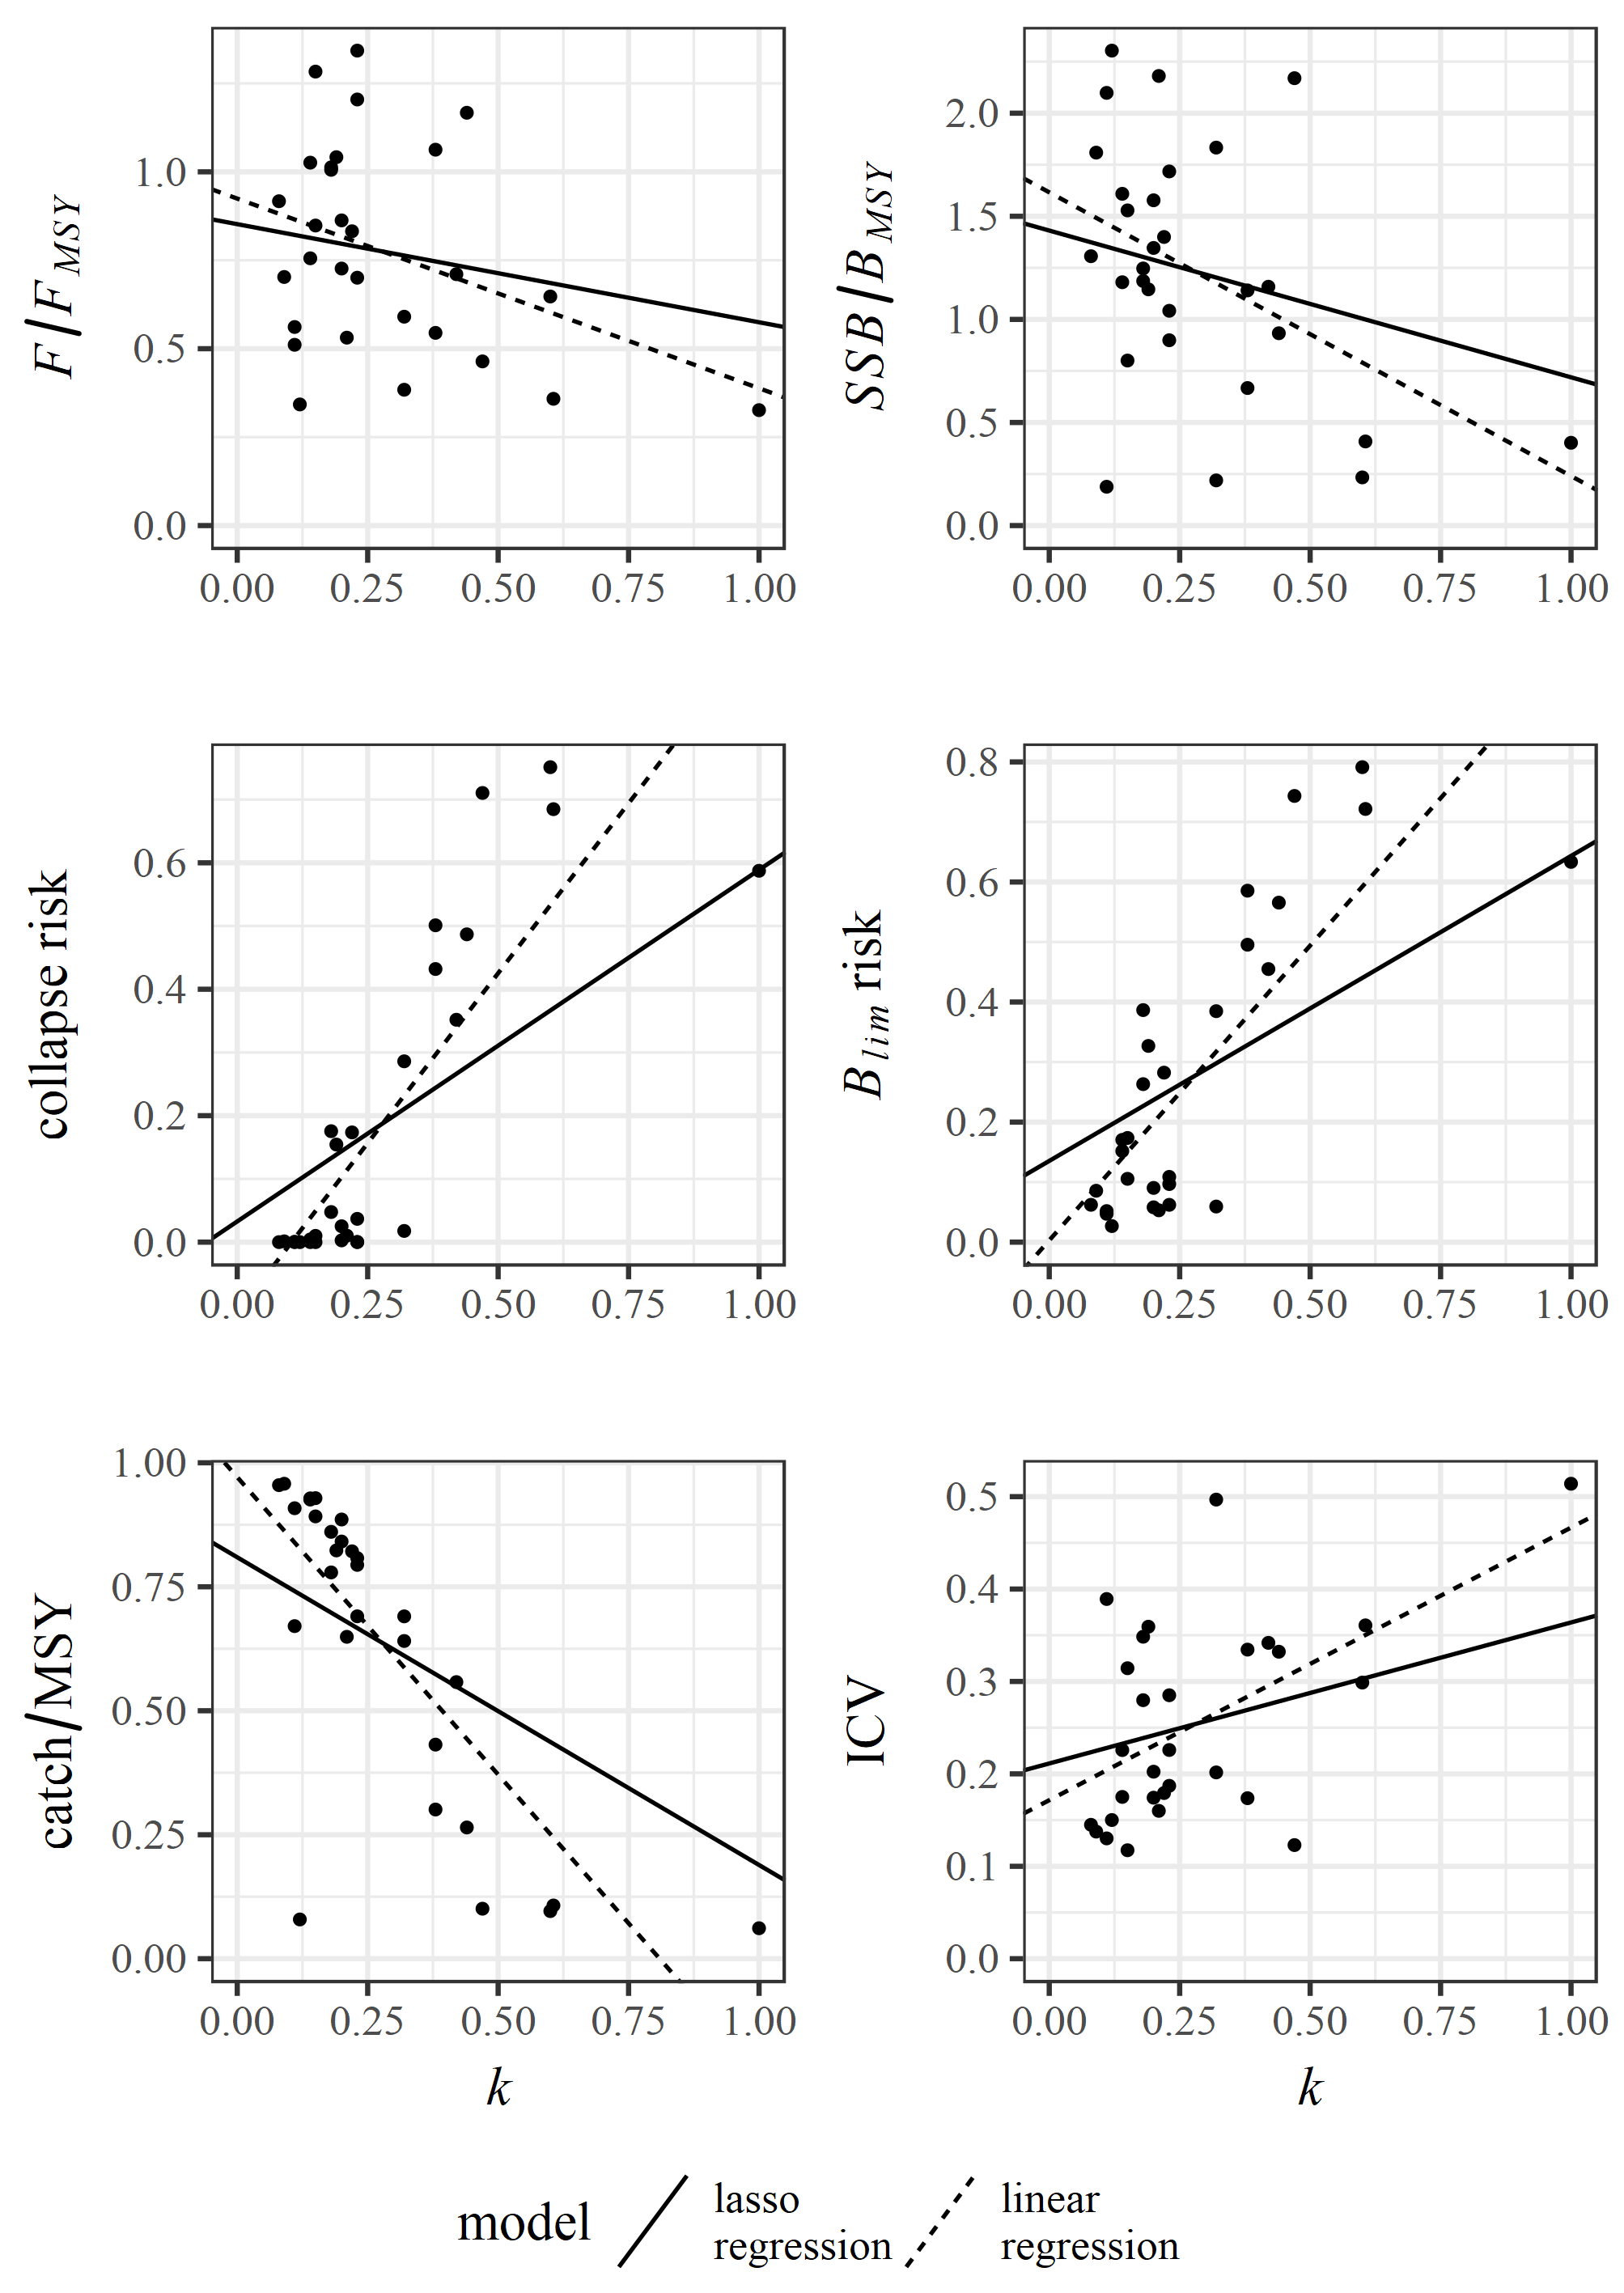 F/F MSY
1.0
0.5
0.0
0.00 0.25 0.50 0.75 1.00
SSB/B MSY
2.0
1.5
1.0
0.5
0.0
0.00 0.25 0.50 0.75 1.00
collapse risk
0.6
0.4
0.2
0.0
0.00 0.25 0.50 0.75 1.00
B lim risk
0.8
0.6
0.4
0.2
0.0
0.00 0.25 0.50 0.75 1.00
catch/MSY
1.00
0.75
0.50
0.25
0.00
0.00 0.25 0.50 0.75 1.00
k
ICV
0.5
0.4
0.3
0.2
0.1
0.0
0.00 0.25 0.50 0.75 1.00
k
model
lasso
regression
linear
regression